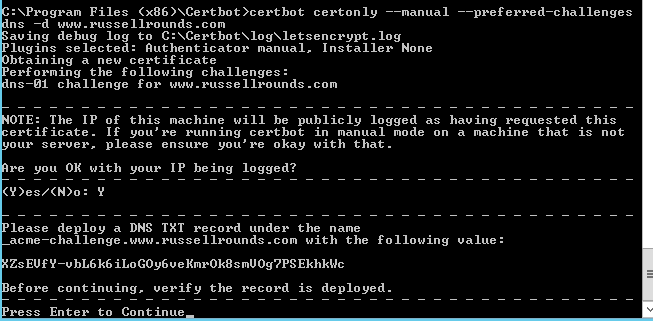 C:\Program Files (x86)\Certbot>certbot certonly --manual --preferred-challenges
dns -d www.russellrounds.com
Saving debug log to C:\Certbot\log\letsencrypt.log
Plugins selected: Authenticator manual, Installer None
Obtaining a new certificate
Performing the following challenges:
dns-01 challenge for www.russellrounds.com
- - - - - - - - - - - - - - - - - - - - - - - - - - - - - - - - - - - - - - - -
NOTE: The IP of this machine will be publicly logged as having requested this
certificate. If you're running certbot in manual mode on a machine that is not
your server, please ensure you're okay with that.
Are you OK with your IP being logged?
- - - - - - - - - - - - - - - - - - - - - - - - - - - - - - - - - - - - - - - -
(Y)es/(N)o: Y
- - - - - - - - - - - - - - - - - - - - - - - - - - - - - - - - - - - - - - - -
Please deploy a DNS TXT record under the name
_acme-challenge.www.russellrounds.com with the following value:
XZsEVfY-vbL6k6iLoGOy6veKmrOk8smVOg7PSEkhkWc
Before continuing, verify the record is deployed.
- - - - - - - - - - - - - - - - - - - - - - - - - - - - - - - - - - - - - - - -
Press Enter to Continue_